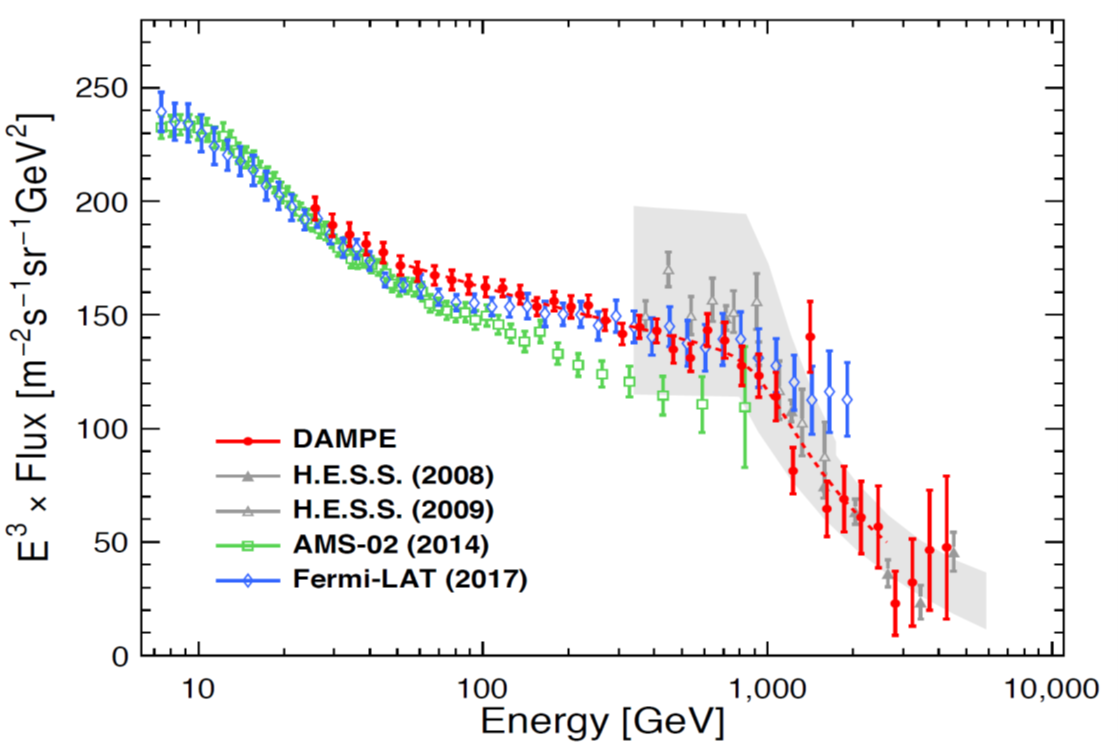 E³ × Flux [m⁻²s⁻¹sr⁻¹GeV²]
250
200
150
100
50
0
DAMPE
H.E.S.S. (2008)
H.E.S.S. (2009)
AMS-02 (2014)
Fermi-LAT (2017)
10 100 1,000 10,000
Energy [GeV]